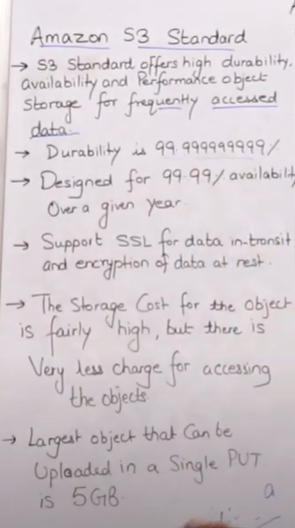 Amazon S3 Standard
→ S3 Standard offers high durability,
availability and Performance object
Storage for frequently accessed
data.
→ Durability is 99.999999999/
→ Designed for 99.99/ availabilit
Over a given year.
→ Support SSL for data in-transit
and encryption of data at rest.
→ The Storage Cost for the object
is fairly high, but there is
Very less charge for accessing
the objects
→ Largest object that Can be
Uploaded in a Single PUT
is 5GB.
a